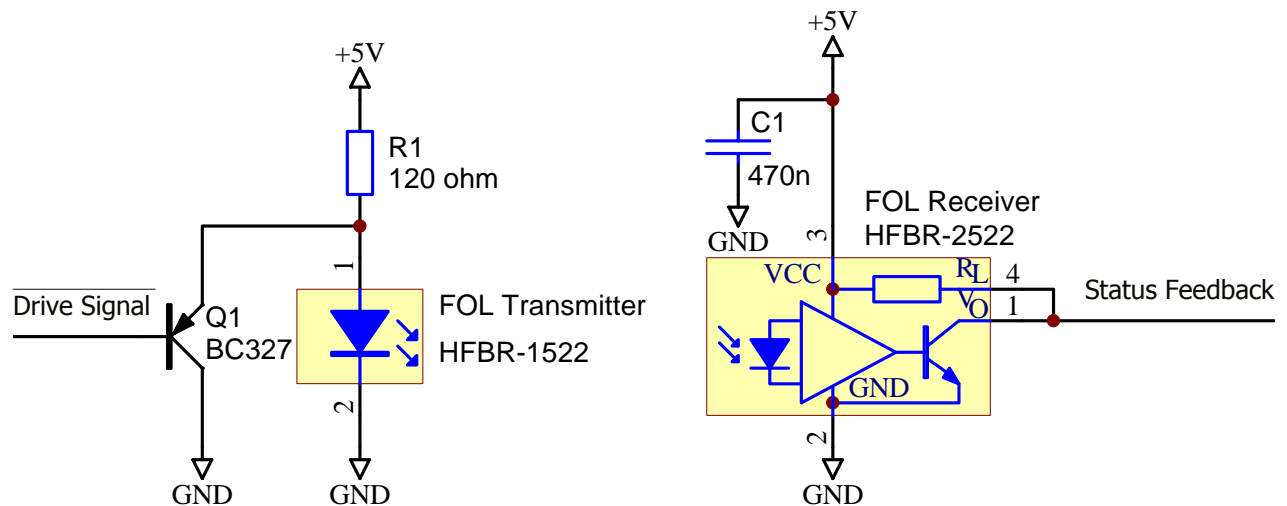 +5V
R1
120 ohm
Drive Signal
Q1
BC327
1
FOL Transmitter
HFBR-1522
2
GND
GND
+5V
C1
470n
GND
3
FOL Receiver
HFBR-2522
VCC
RL
4
VO
1
Status Feedback
GND
2
GND